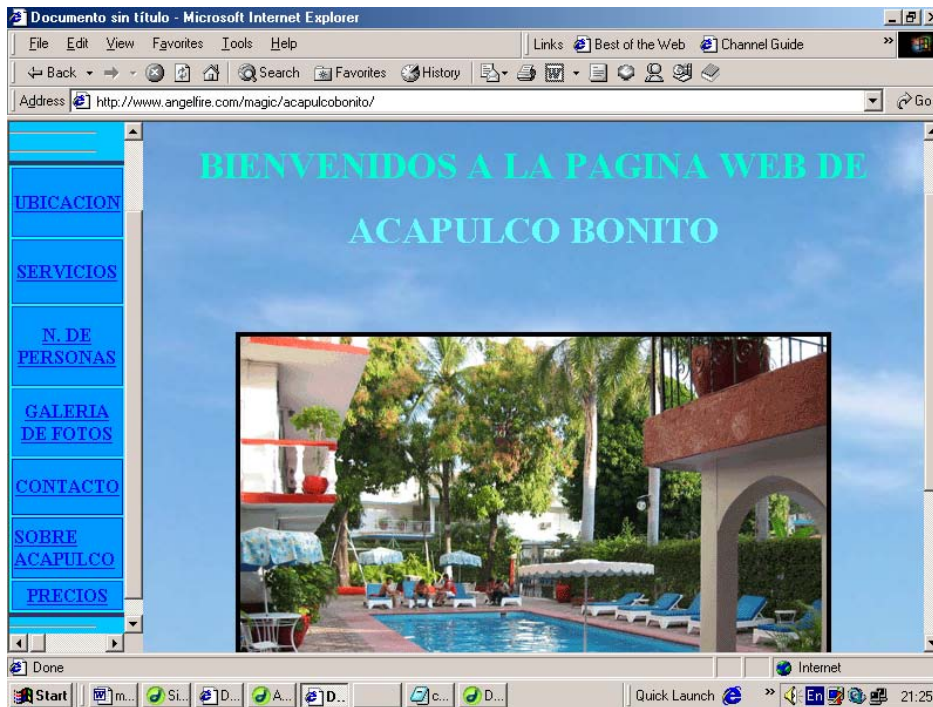 Documento sin título - Microsoft Internet Explorer
File Edit View Favorites Tools Help Links Best of the Web Channel Guide »
Back Search Favorites History
Address http://www.angelfire.com/magic/acapulcobonito/ Go
BIENVENIDOS A LA PAGINA WEB DE
ACAPULCO BONITO
UBICACION
SERVICIOS
N. DE
PERSONAS
GALERIA
DE FOTOS
CONTACTO
SOBRE
ACAPULCO
PRECIOS
Done Internet
Start m... Si... D... A... D.. c... D... Quick Launch » En 21:25